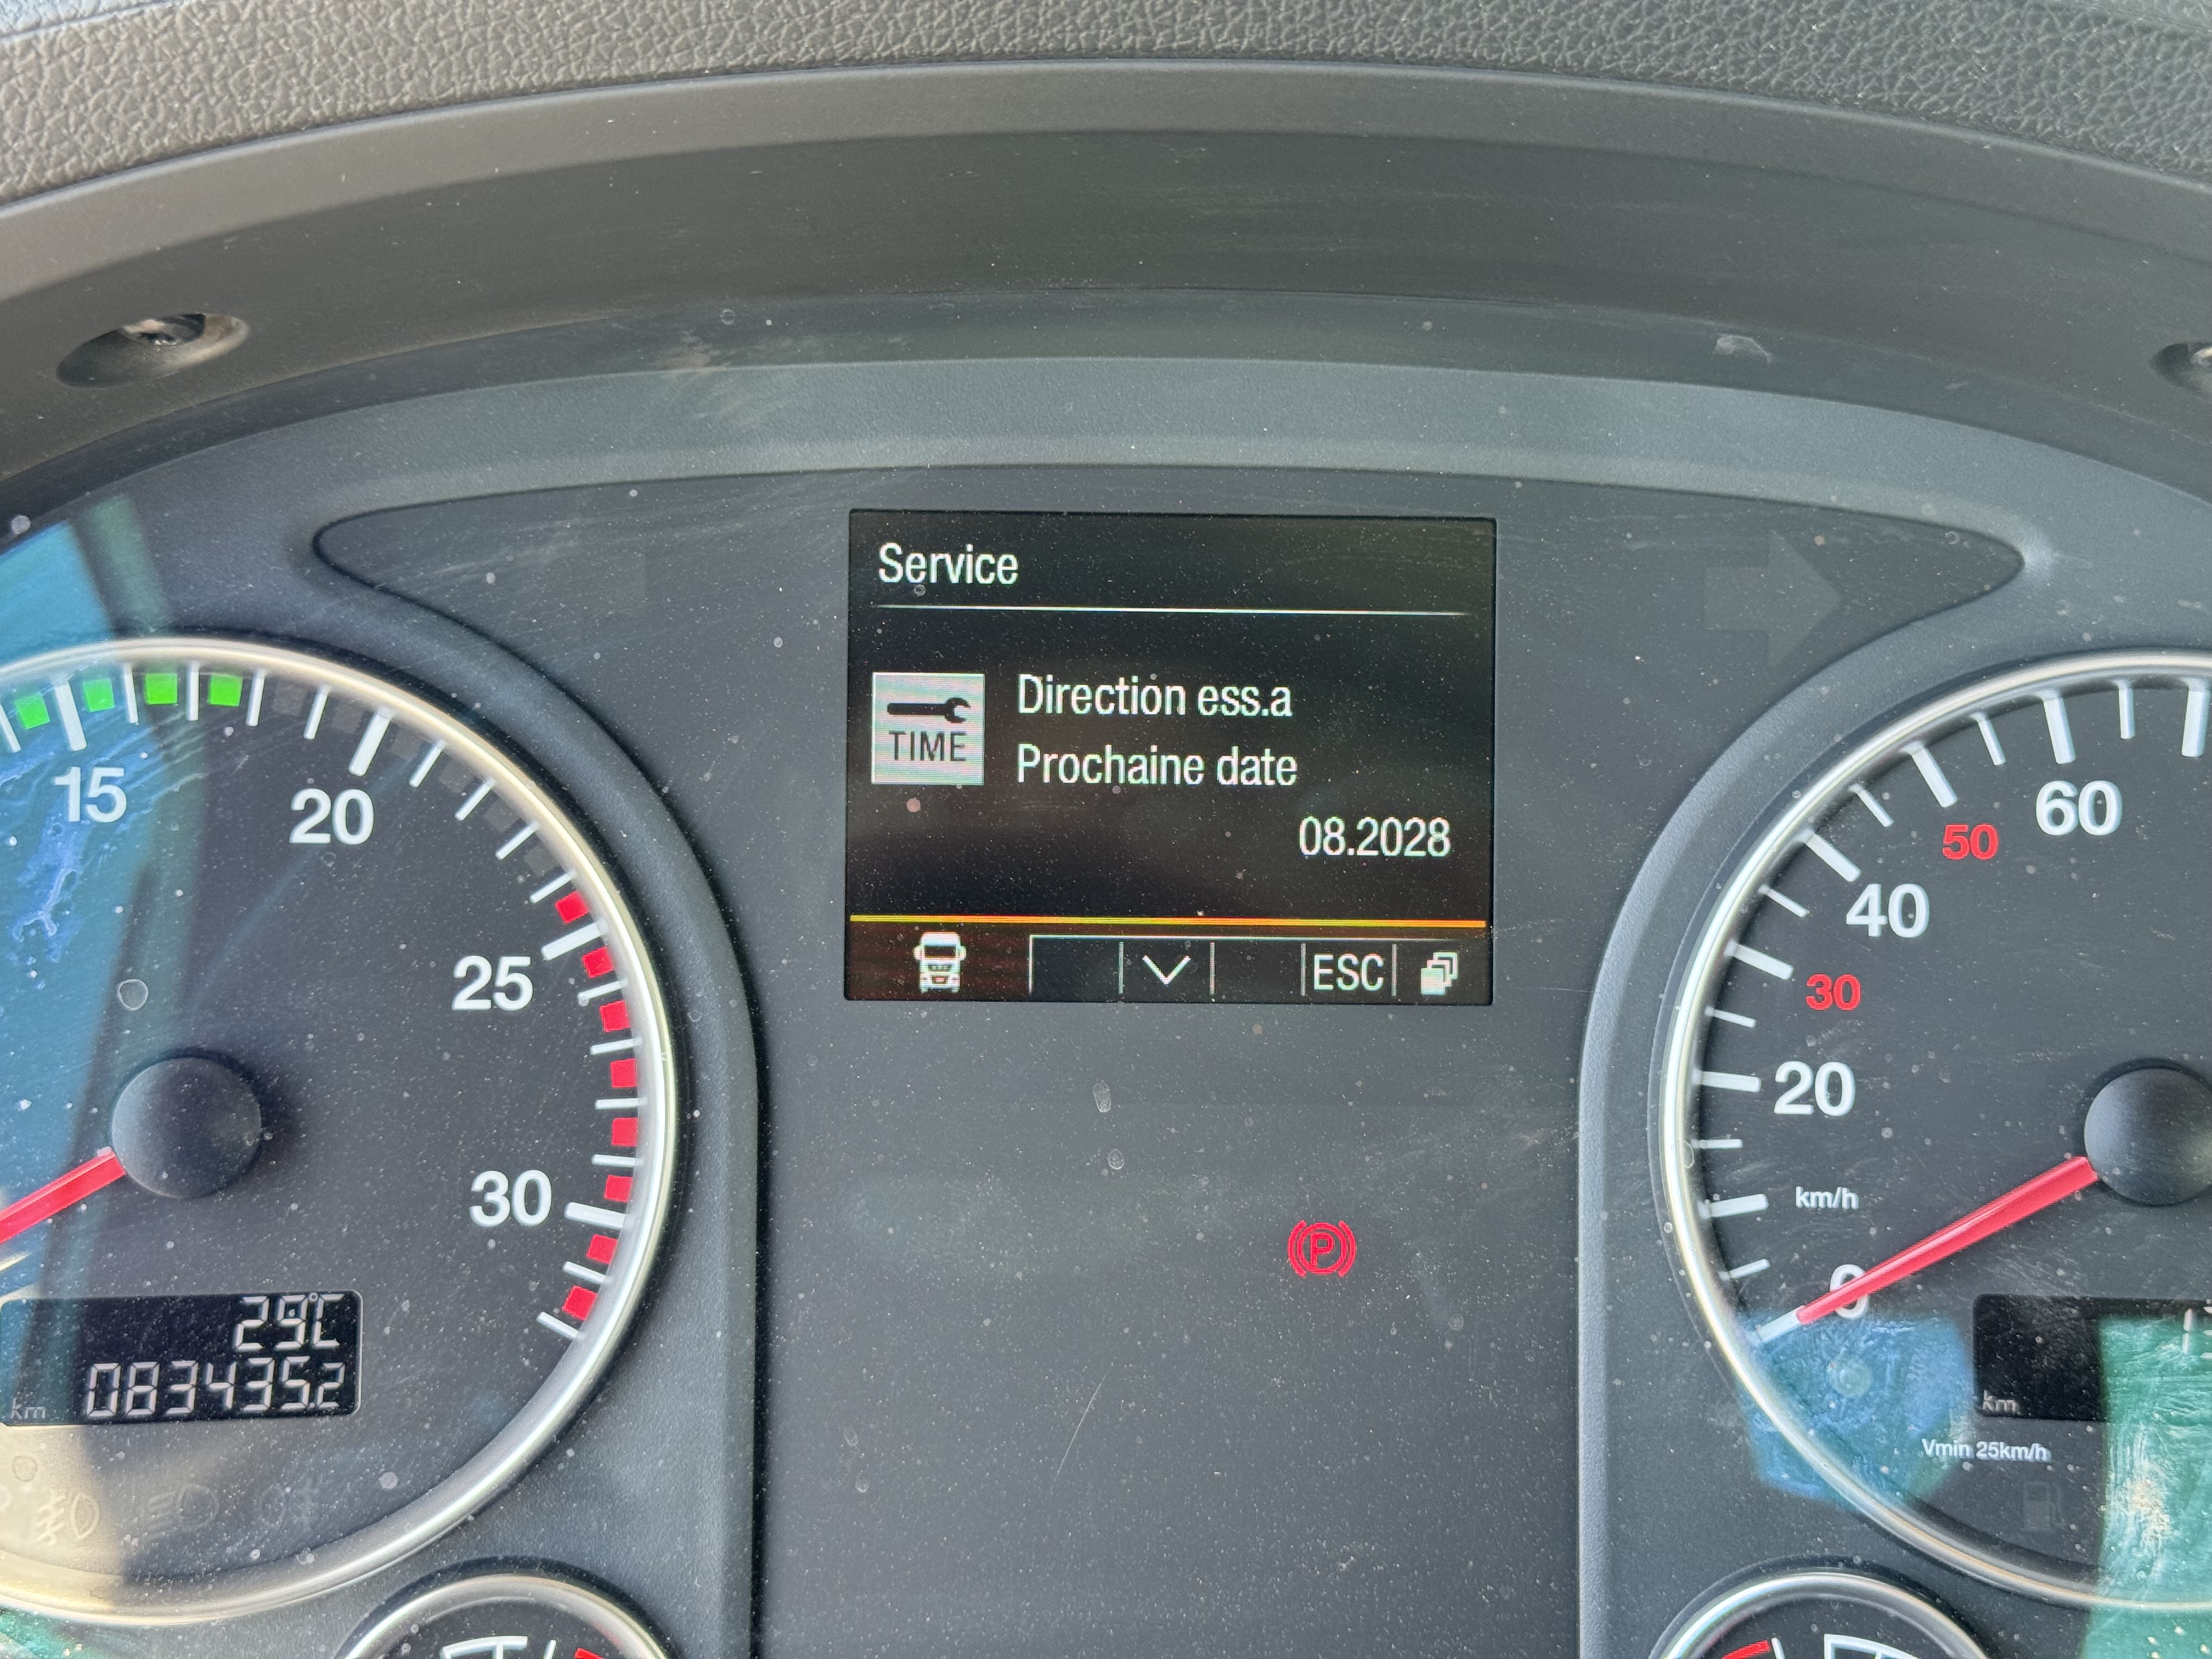 Service
TIME
Direction ess.a
Prochaine date
08.2028
ESC
15
20
25
30
29°C
km 0834352
60
50
40
30
20
km/h
0
km
Vmin 25km/h
P